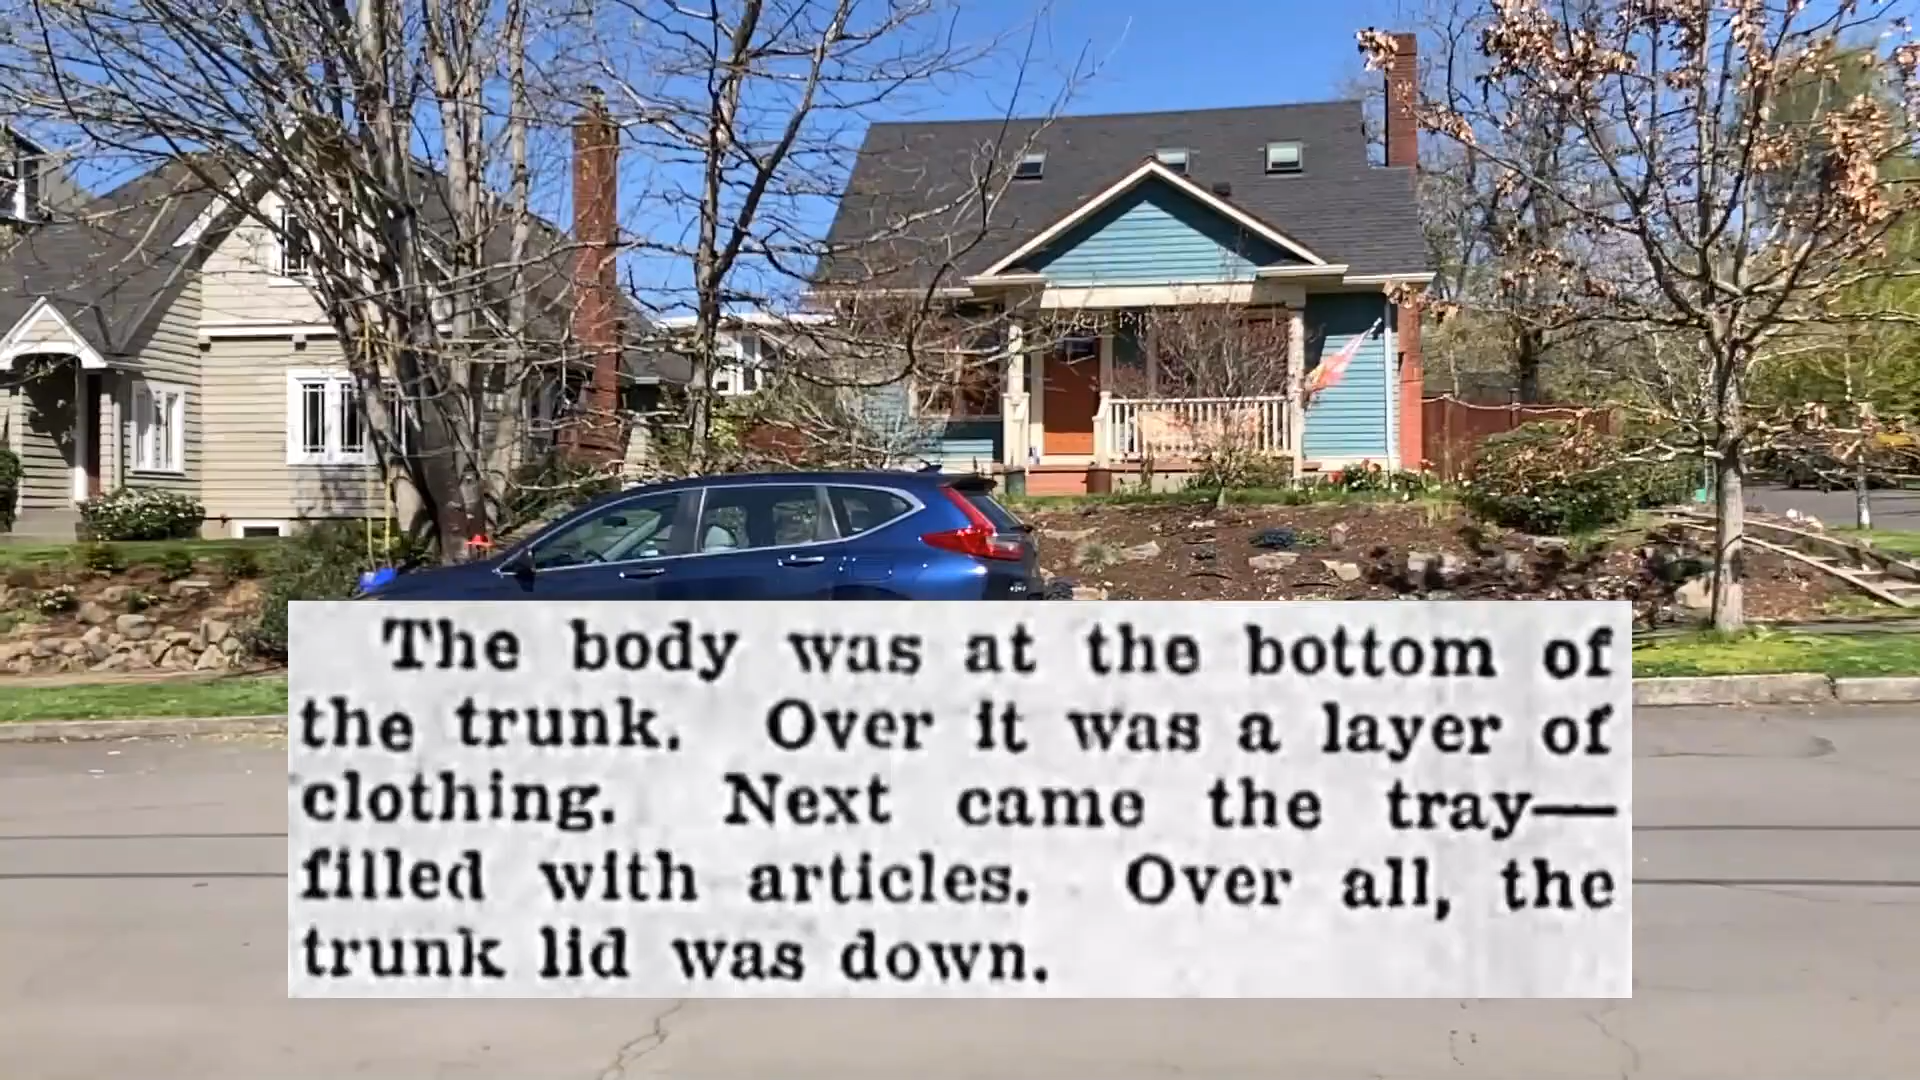 The body was at the bottom of
the trunk. Over it was a layer of
clothing. Next came the tray—
filled with articles. Over all, the
trunk lid was down.